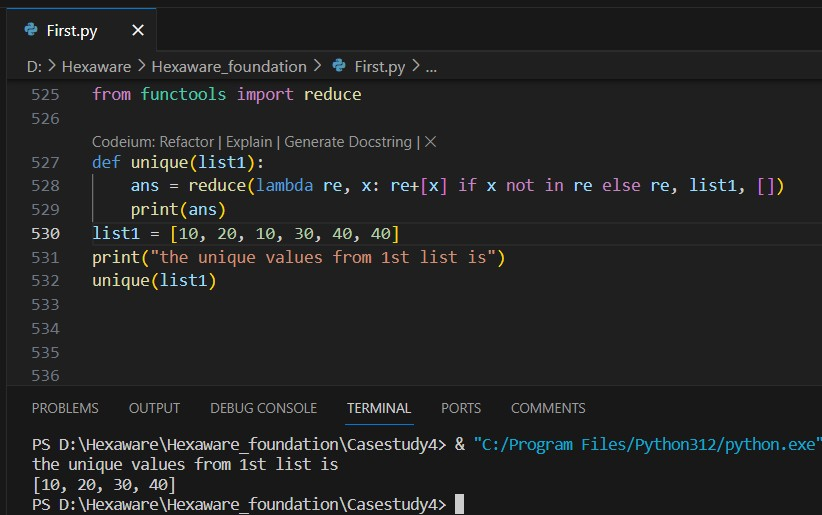 First.py ×
D: > Hexaware > Hexaware_foundation > First.py > ...
525 from functools import reduce
526
Codeium: Refactor | Explain | Generate Docstring | ×
527 def unique(list1):
528     ans = reduce(lambda re, x: re+[x] if x not in re else re, list1, [])
529     print(ans)
530 list1 = [10, 20, 10, 30, 40, 40]
531 print("the unique values from 1st list is")
532 unique(list1)
533
534
535
536
PROBLEMS OUTPUT DEBUG CONSOLE TERMINAL PORTS COMMENTS
PS D:\Hexaware\Hexaware_foundation\Casestudy4> & "C:/Program Files/Python312/python.exe"
the unique values from 1st list is
[10, 20, 30, 40]
PS D:\Hexaware\Hexaware_foundation\Casestudy4>